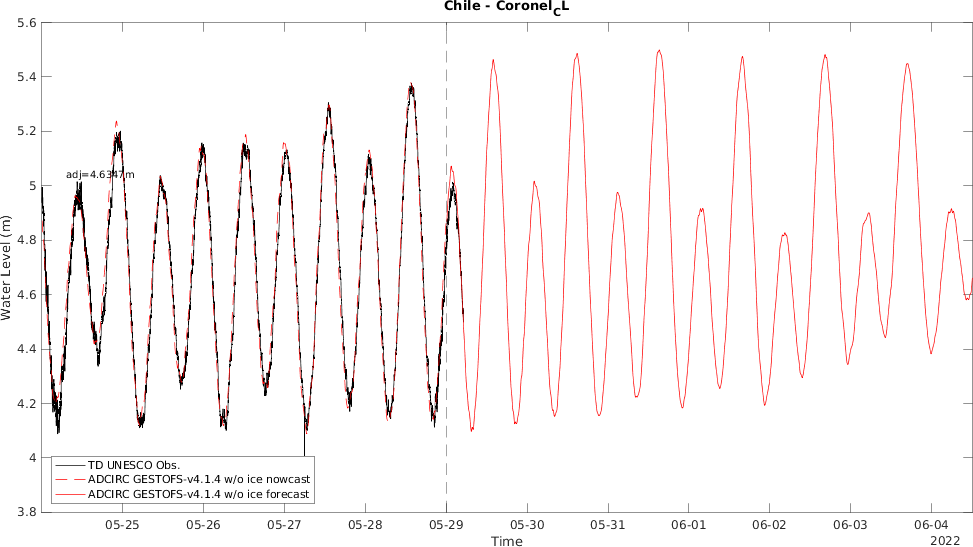 Chile - Coronel_CL
5.6
5.4
5.2
5
4.8
4.6
4.4
4.2
4
3.8
Water Level (m)
adj=4.6347m
TD UNESCO Obs.
ADCIRC GESTOFS-v4.1.4 w/o ice nowcast
ADCIRC GESTOFS-v4.1.4 w/o ice forecast
05-25 05-26 05-27 05-28 05-29 05-30 05-31 06-01 06-02 06-03 06-04
Time
2022